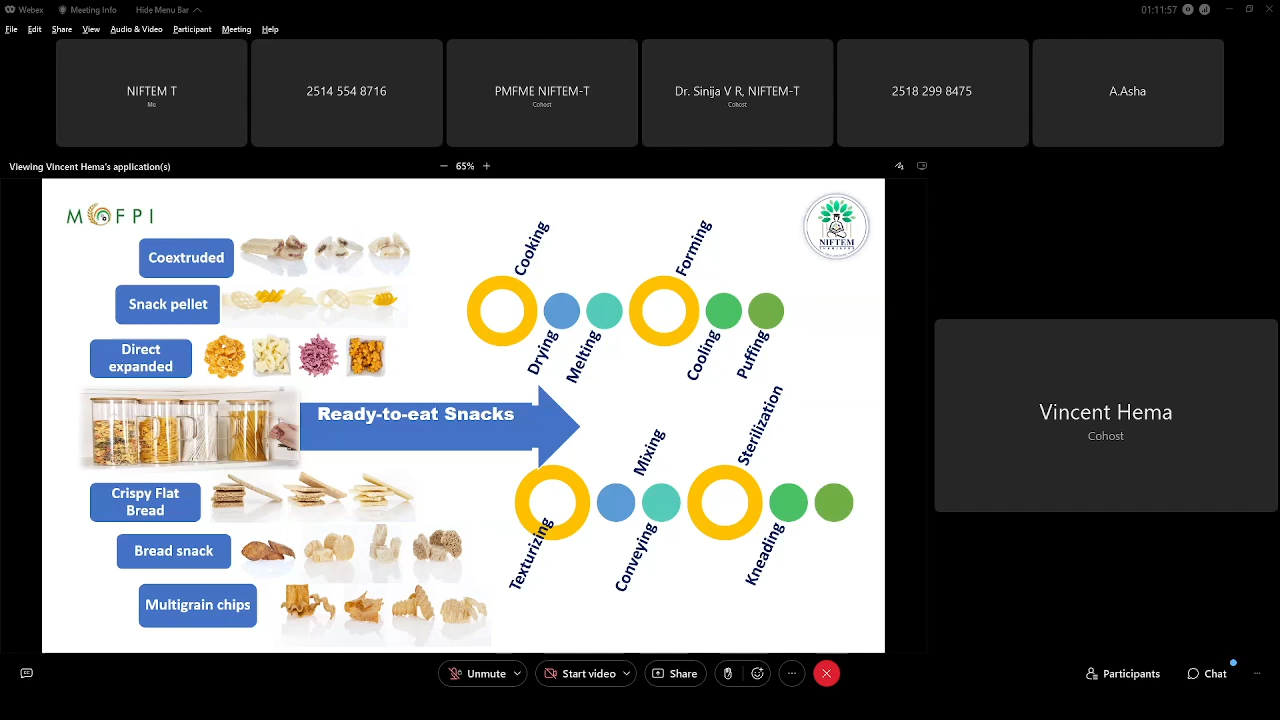 Webex
Meeting Info
Hide Menu Bar
01:11:57
File Edit Share View Audio & Video Participant Meeting Help
NIFTEM T
Me
2514 554 8716
PMFME NIFTEM-T
Cohost
Dr. Sinija V R, NIFTEM-T
Cohost
2518 299 8475
A.Asha
Viewing Vincent Hema's application(s)
65%
MOFPI
NIFTEM
Coextruded
Snack pellet
Direct
expanded
Ready-to-eat Snacks
Crispy Flat
Bread
Bread snack
Multigrain chips
Cooking
Drying
Melting
Forming
Cooling
Puffing
Texturizing
Mixing
Conveying
Sterilization
Kneading
Vincent Hema
Cohost
Unmute
Start video
Share
Participants
Chat